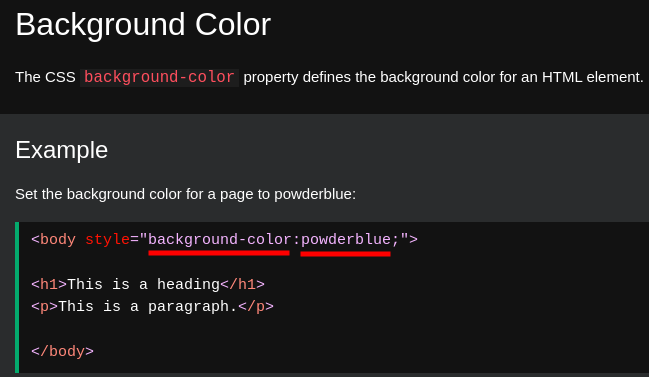 Background Color
The CSS background-color property defines the background color for an HTML element.
Example
Set the background color for a page to powderblue:
<body style="background-color:powderblue;">
<h1>This is a heading</h1>
<p>This is a paragraph.</p>
</body>